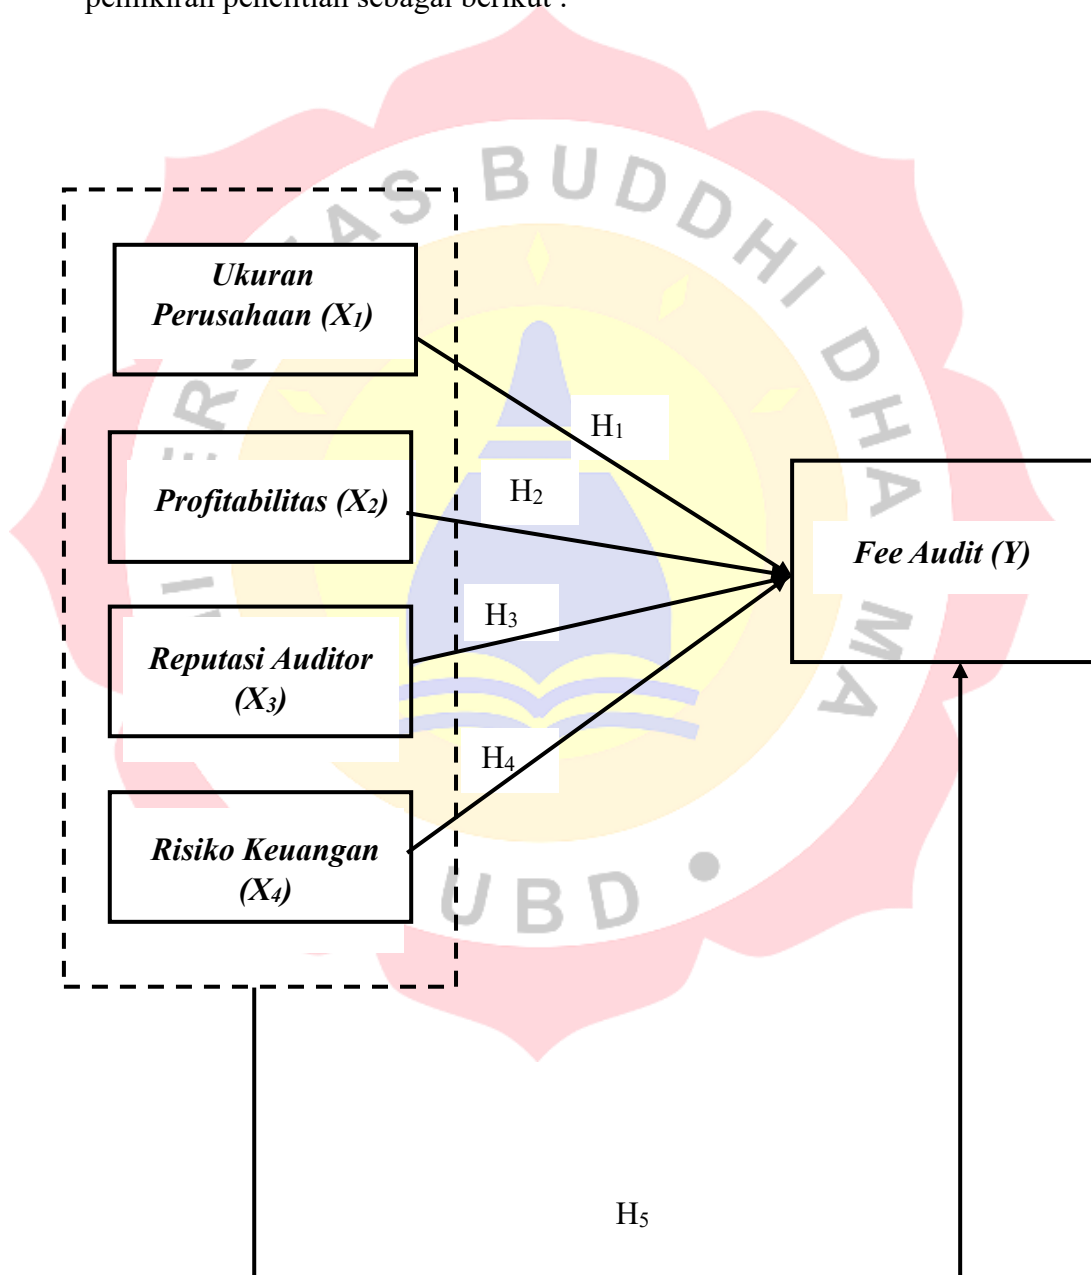 pemikiran penelitian sebagai berikut :
AS BUDDHI DHARMA
Ukuran
Perusahaan (X1)
H1
Profitabilitas (X2)
H2
Fee Audit (Y)
H3
Reputasi Auditor
(X3)
H4
Risiko Keuangan
(X4)
UBD
H5